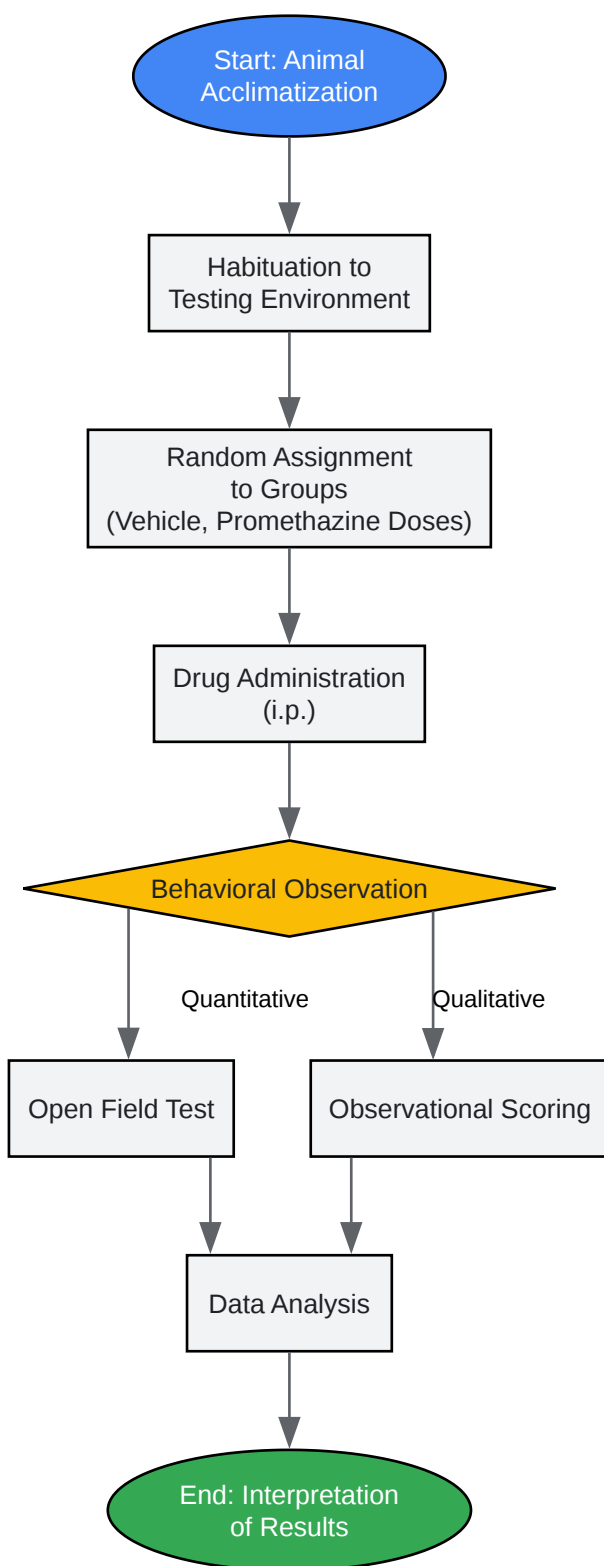 Start: Animal
Acclimatization
Habituation to
Testing Environment
Random Assignment
to Groups
(Vehicle, Promethazine Doses)
Drug Administration
(i.p.)
Behavioral Observation
Quantitative
Qualitative
Open Field Test
Observational Scoring
Data Analysis
End: Interpretation
of Results